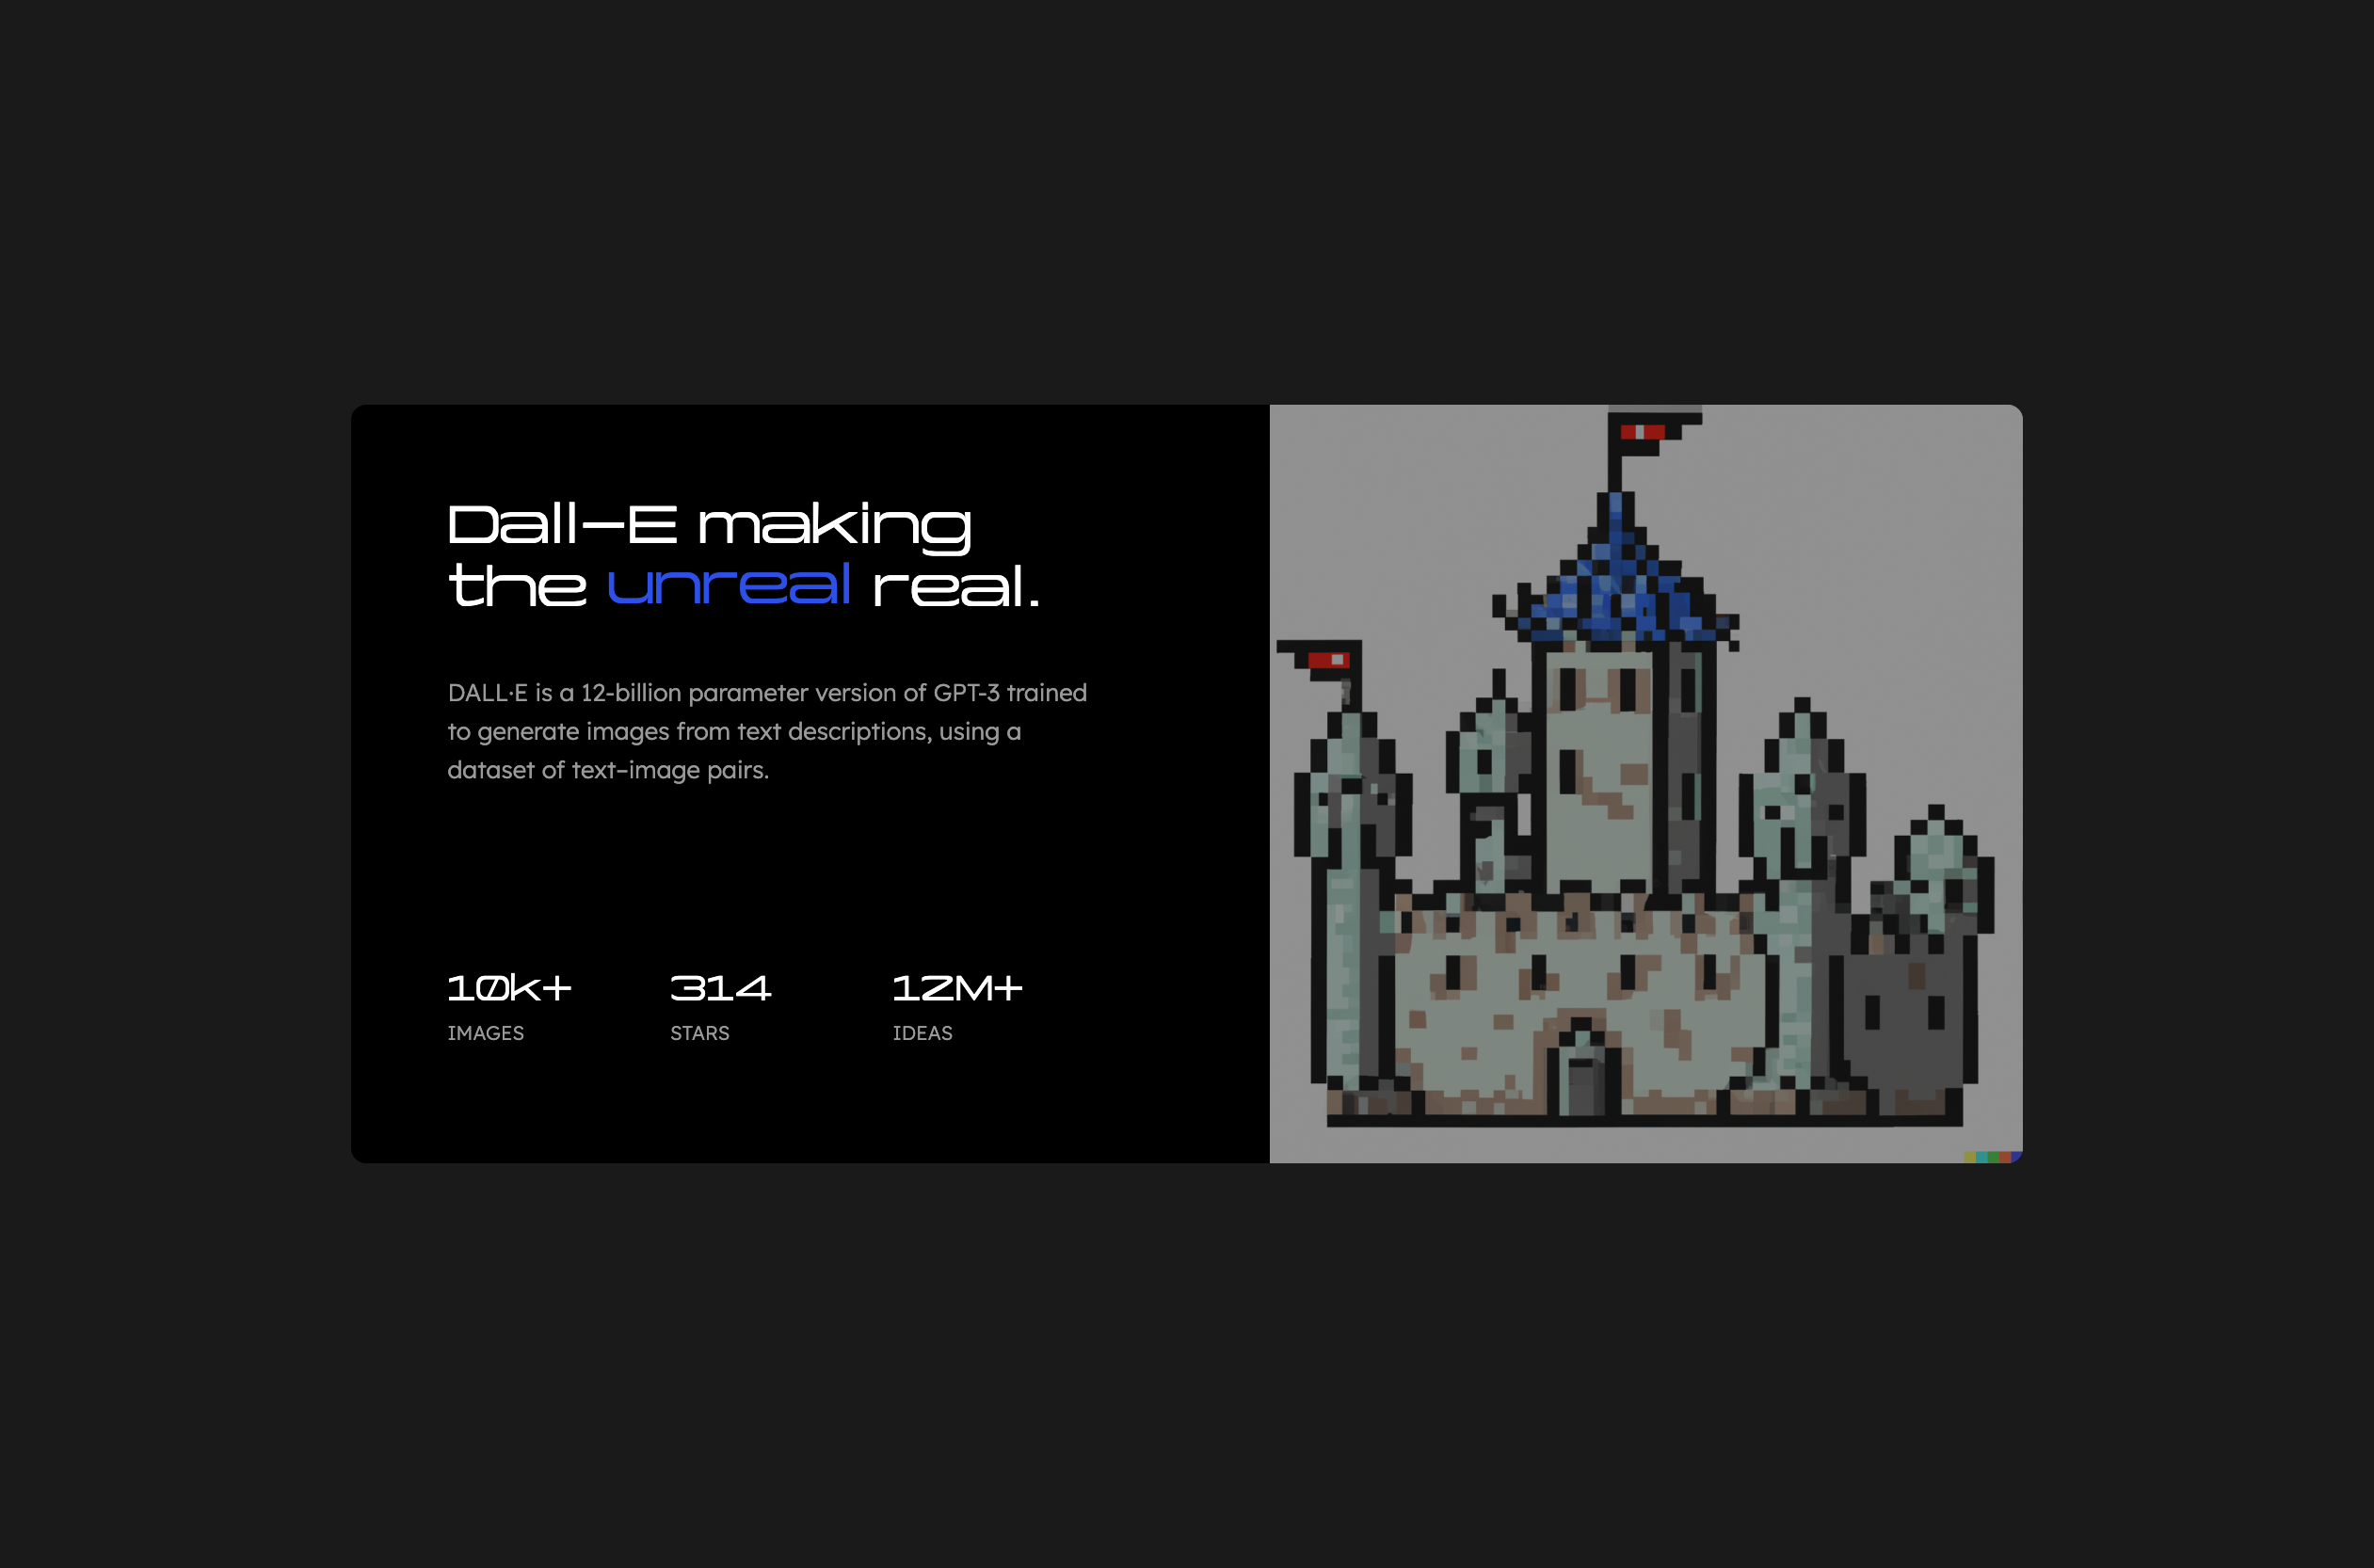 Dall-E making
the unreal real.
DALL·E is a 12-billion parameter version of GPT-3 trained
to generate images from text descriptions, using a
dataset of text-image pairs.
10k+
314
12M+
IMAGES
STARS
IDEAS